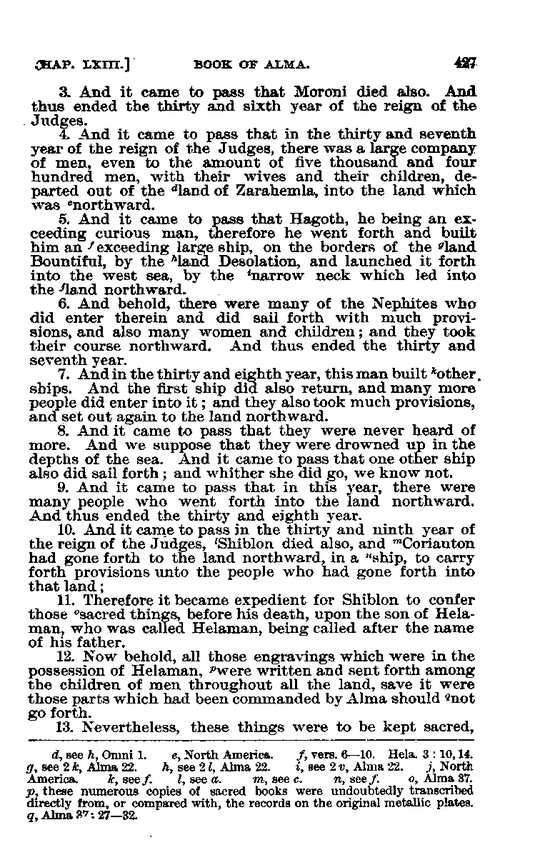 CHAP. LXIII.] BOOK OF ALMA. 427
3. And it came to pass that Moroni died also. And
thus ended the thirty and sixth year of the reign of the
Judges.
4. And it came to pass that in the thirty and seventh
year of the reign of the Judges, there was a large company
of men, even to the amount of five thousand and four
hundred men, with their wives and their children, de-
parted out of the dland of Zarahemla, into the land which
was enorthward.
5. And it came to pass that Hagoth, he being an ex-
ceeding curious man, therefore he went forth and built
him an fexceeding large ship, on the borders of the gland
Bountiful, by the hland Desolation, and launched it forth
into the west sea, by the inarrow neck which led into
the jland northward.
6. And behold, there were many of the Nephites who
did enter therein and did sail forth with much provi-
sions, and also many women and children; and they took
their course northward. And thus ended the thirty and
seventh year.
7. And in the thirty and eighth year, this man built kother
ships. And the first ship did also return, and many more
people did enter into it; and they also took much provisions,
and set out again to the land northward.
8. And it came to pass that they were never heard of
more. And we suppose that they were drowned up in the
depths of the sea. And it came to pass that one other ship
also did sail forth; and whither she did go, we know not.
9. And it came to pass that in this year, there were
many people who went forth into the land northward.
And thus ended the thirty and eighth year.
10. And it came to pass in the thirty and ninth year of
the reign of the Judges, lShiblon died also, and mCorianton
had gone forth to the land northward, in a nship, to carry
forth provisions unto the people who had gone forth into
that land;
11. Therefore it became expedient for Shiblon to confer
those osacred things, before his death, upon the son of Hela-
man, who was called Helaman, being called after the name
of his father.
12. Now behold, all those engravings which were in the
possession of Helaman, pwere written and sent forth among
the children of men throughout all the land, save it were
those parts which had been commanded by Alma should qnot
go forth.
13. Nevertheless, these things were to be kept sacred,
d, see h, Omni 1. e, North America. f, vers. 6—10. Hela. 3: 10, 14.
g, see 2 k, Alma 22. h, see 2 l, Alma 22. i, see 2 v, Alma 22. j, North
America. k, see f. l, see a. m, see c. n, see f. o, Alma 37.
p, these numerous copies of sacred books were undoubtedly transcribed
directly from, or compared with, the records on the original metallic plates.
q, Alma 37: 27—32.